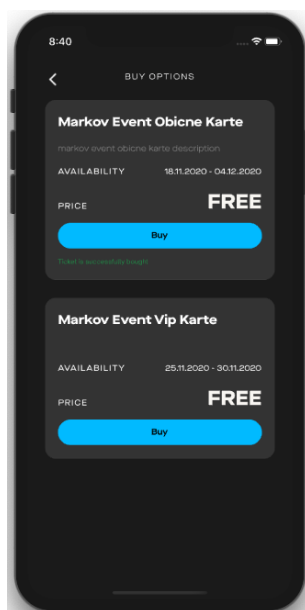 8:40
BUY OPTIONS
Markov Event Obicne Karte
markov event obicne karte description
AVAILABILITY 18.11.2020 - 04.12.2020
PRICE FREE
Buy
Ticket is successfully bought
Markov Event Vip Karte
AVAILABILITY 25.11.2020 - 30.11.2020
PRICE FREE
Buy